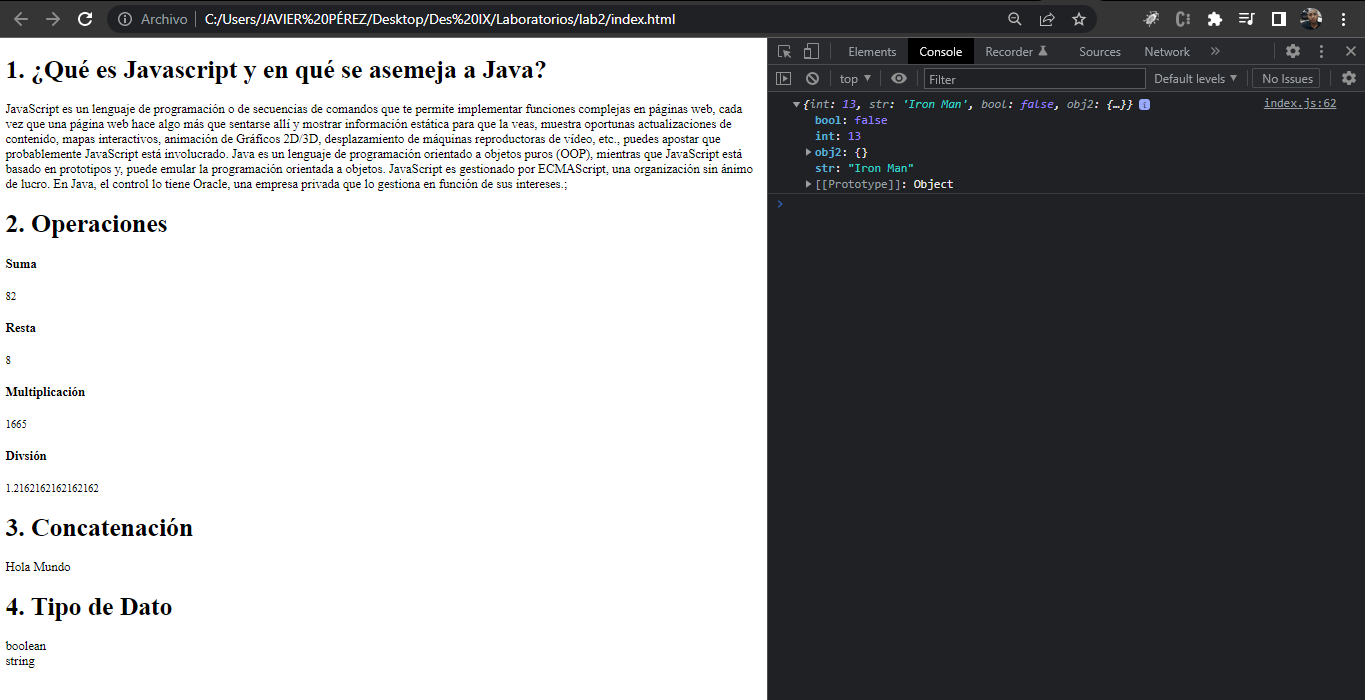 Archivo C:/Users/JAVIER%20PÉREZ/Desktop/Des%20IX/Laboratorios/lab2/index.html
1. ¿Qué es Javascript y en qué se asemeja a Java?
JavaScript es un lenguaje de programación o de secuencias de comandos que te permite implementar funciones complejas en páginas web, cada
vez que una página web hace algo más que sentarse allí y mostrar información estática para que la veas, muestra oportunas actualizaciones de
contenido, mapas interactivos, animación de Gráficos 2D/3D, desplazamiento de máquinas reproductoras de vídeo, etc., puedes apostar que
probablemente JavaScript está involucrado. Java es un lenguaje de programación orientado a objetos puros (OOP), mientras que JavaScript está
basado en prototipos y, puede emular la programación orientada a objetos. JavaScript es gestionado por ECMAScript, una organización sin ánimo
de lucro. En Java, el control lo tiene Oracle, una empresa privada que lo gestiona en función de sus intereses.;
2. Operaciones
Suma
82
Resta
8
Multiplicación
1665
Divsión
1.2162162162162162
3. Concatenación
Hola Mundo
4. Tipo de Dato
boolean
string
Elements Console Recorder Sources Network »
top Filter Default levels No Issues
{int: 13, str: 'Iron Man', bool: false, obj2: {…}} i index.js:62
bool: false
int: 13
obj2: {}
str: "Iron Man"
[[Prototype]]: Object